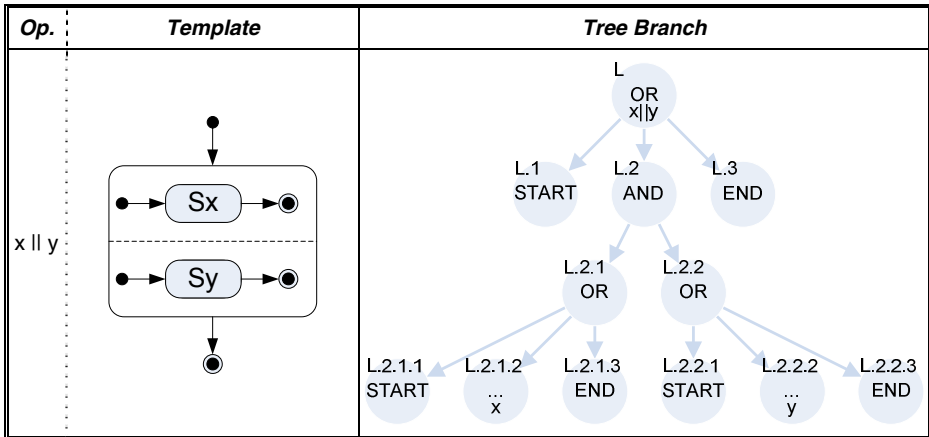 Op. Template Tree Branch
x || y
Sx
Sy
L
OR
x||y
L.1 L.2 L.3
START AND END
L.2.1 L.2.2
OR OR
L.2.1.1 L.2.1.2 L.2.1.3 L.2.2.1 L.2.2.2 L.2.2.3
START ... END START ... END
x y